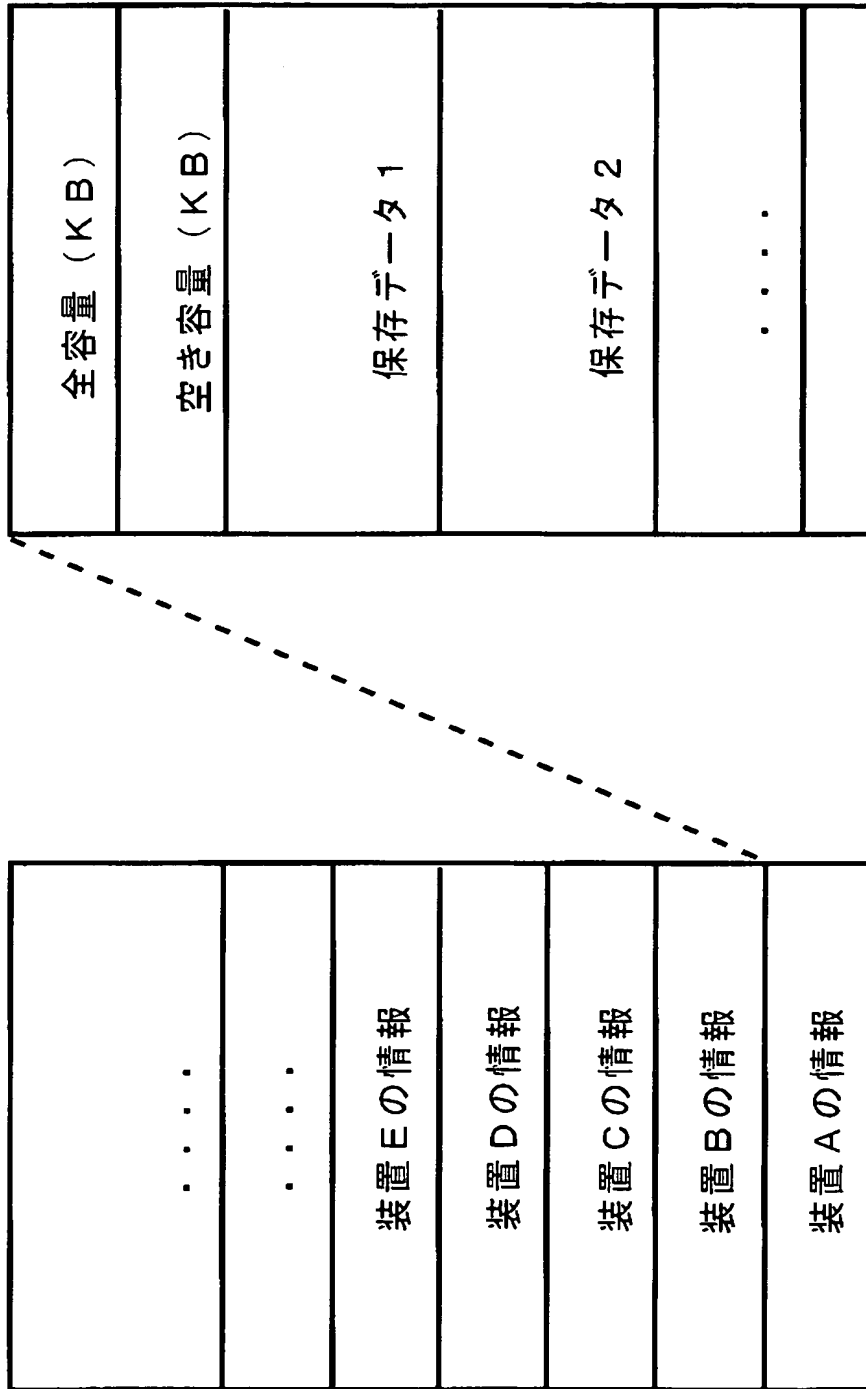 ....
....
装置Eの情報
装置Dの情報
装置Cの情報
装置Bの情報
装置Aの情報
全容量(KB)
空き容量(KB)
保存データ1
保存データ2
....